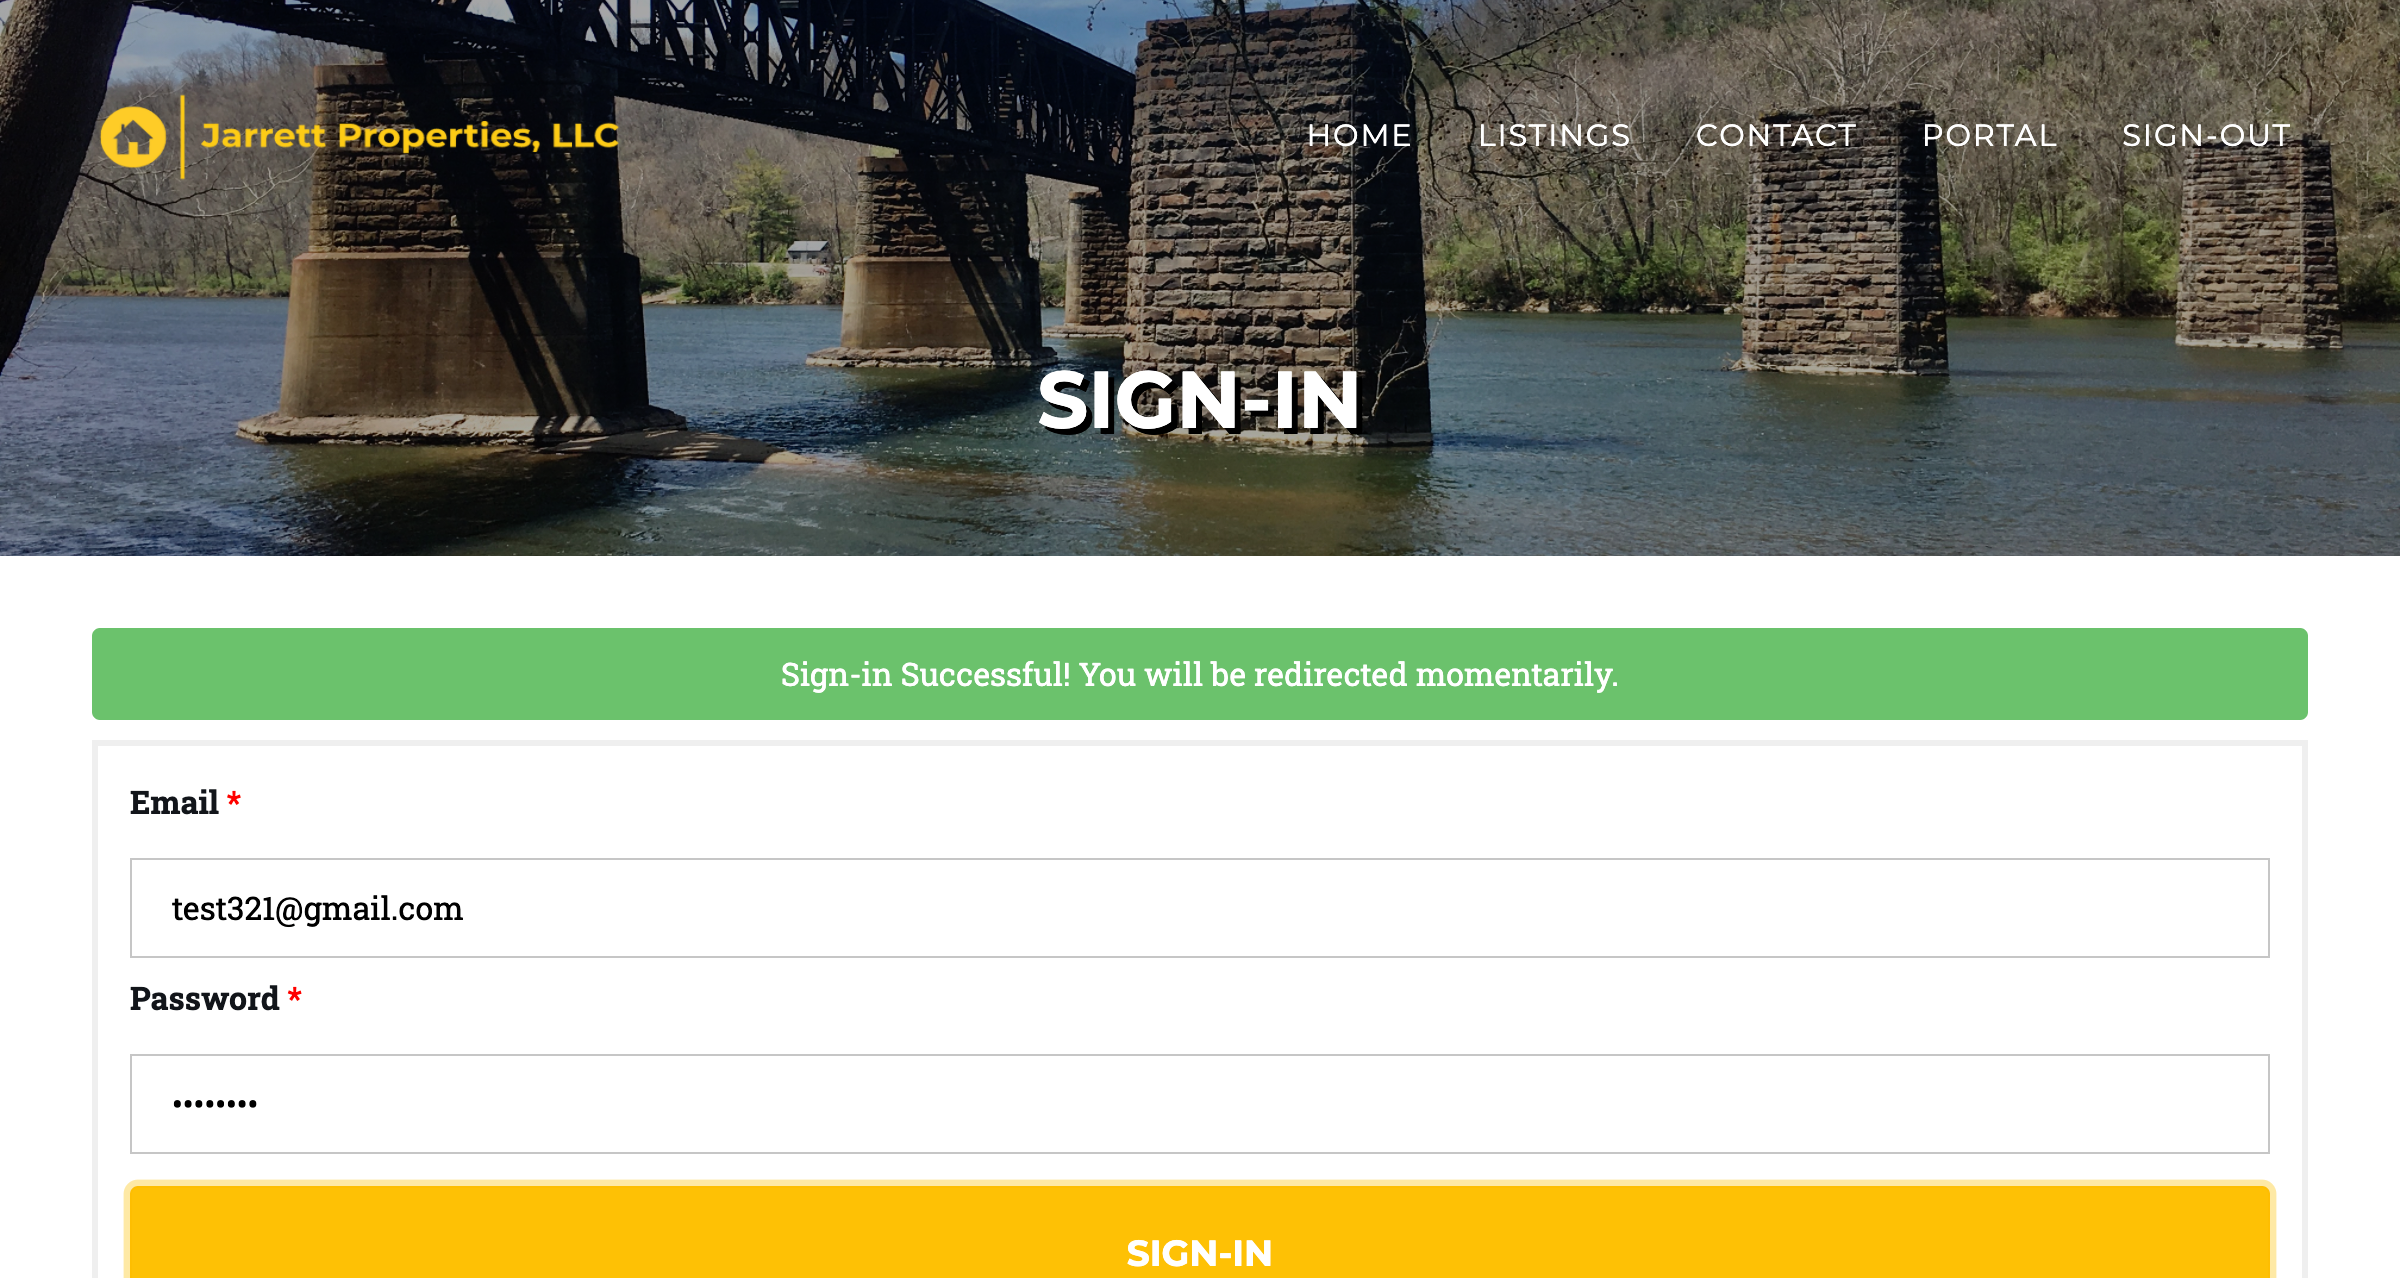 Jarrett Properties, LLC
HOME LISTINGS CONTACT PORTAL SIGN-OUT
SIGN-IN
Sign-in Successful! You will be redirected momentarily.
Email *
test321@gmail.com
Password *
••••••••
SIGN-IN